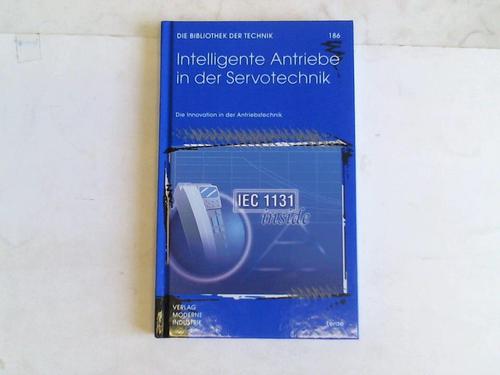 DIE BIBLIOTHEK DER TECHNIK 186
Intelligente Antriebe
in der Servotechnik
Die Innovation in der Antriebstechnik
IEC 1131
inside
VERLAG
MODERNE
INDUSTRIE